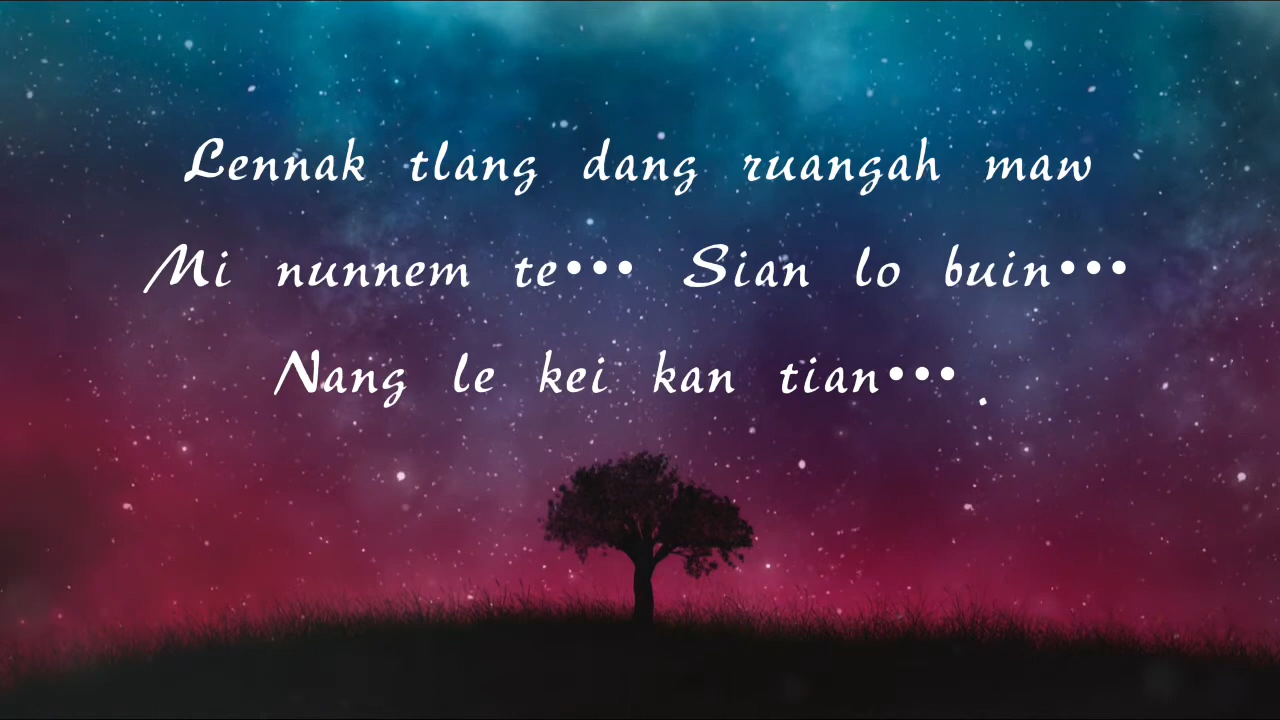 Lennak tlang dang ruangah maw
Mi nunnem te••• Sian lo buin•••
Nang le kei kan tian•••